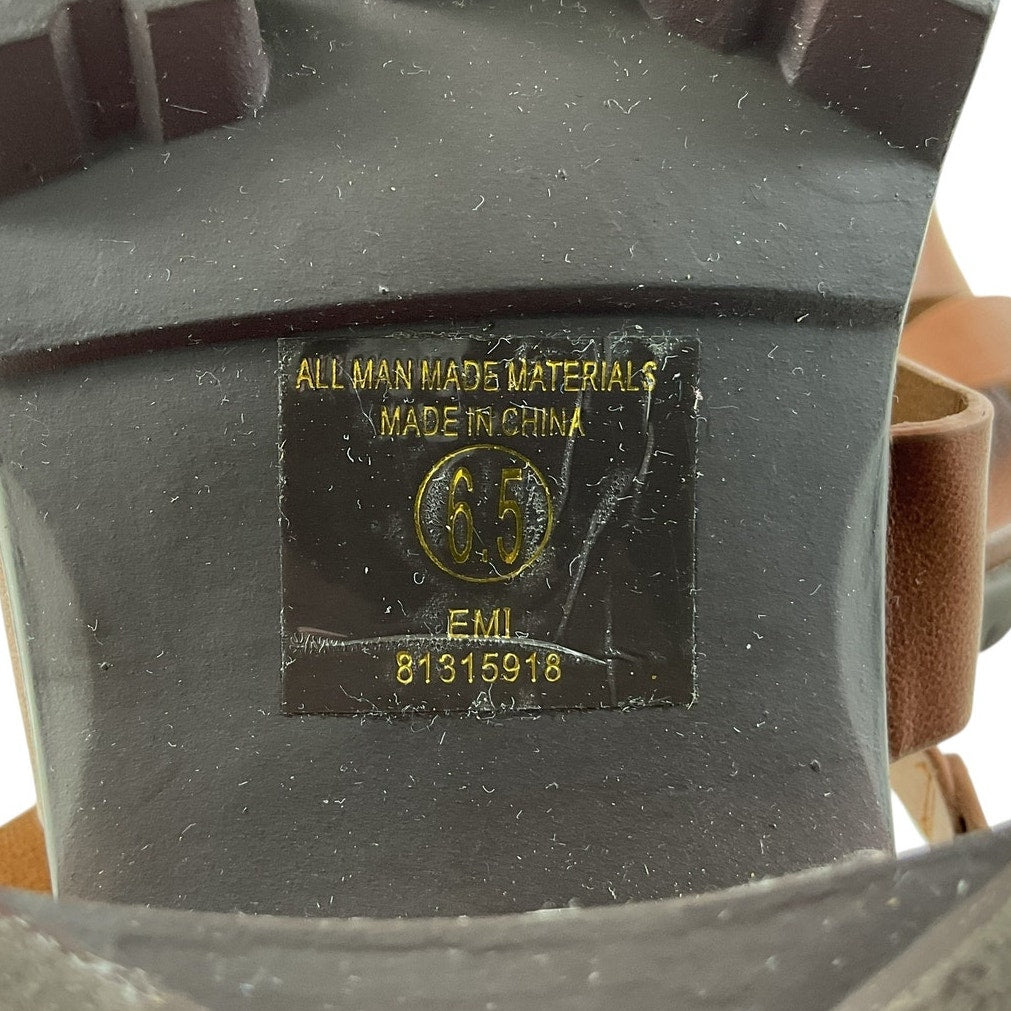 ALL MAN MADE MATERIALS
MADE IN CHINA
6.5
EMI
81315918